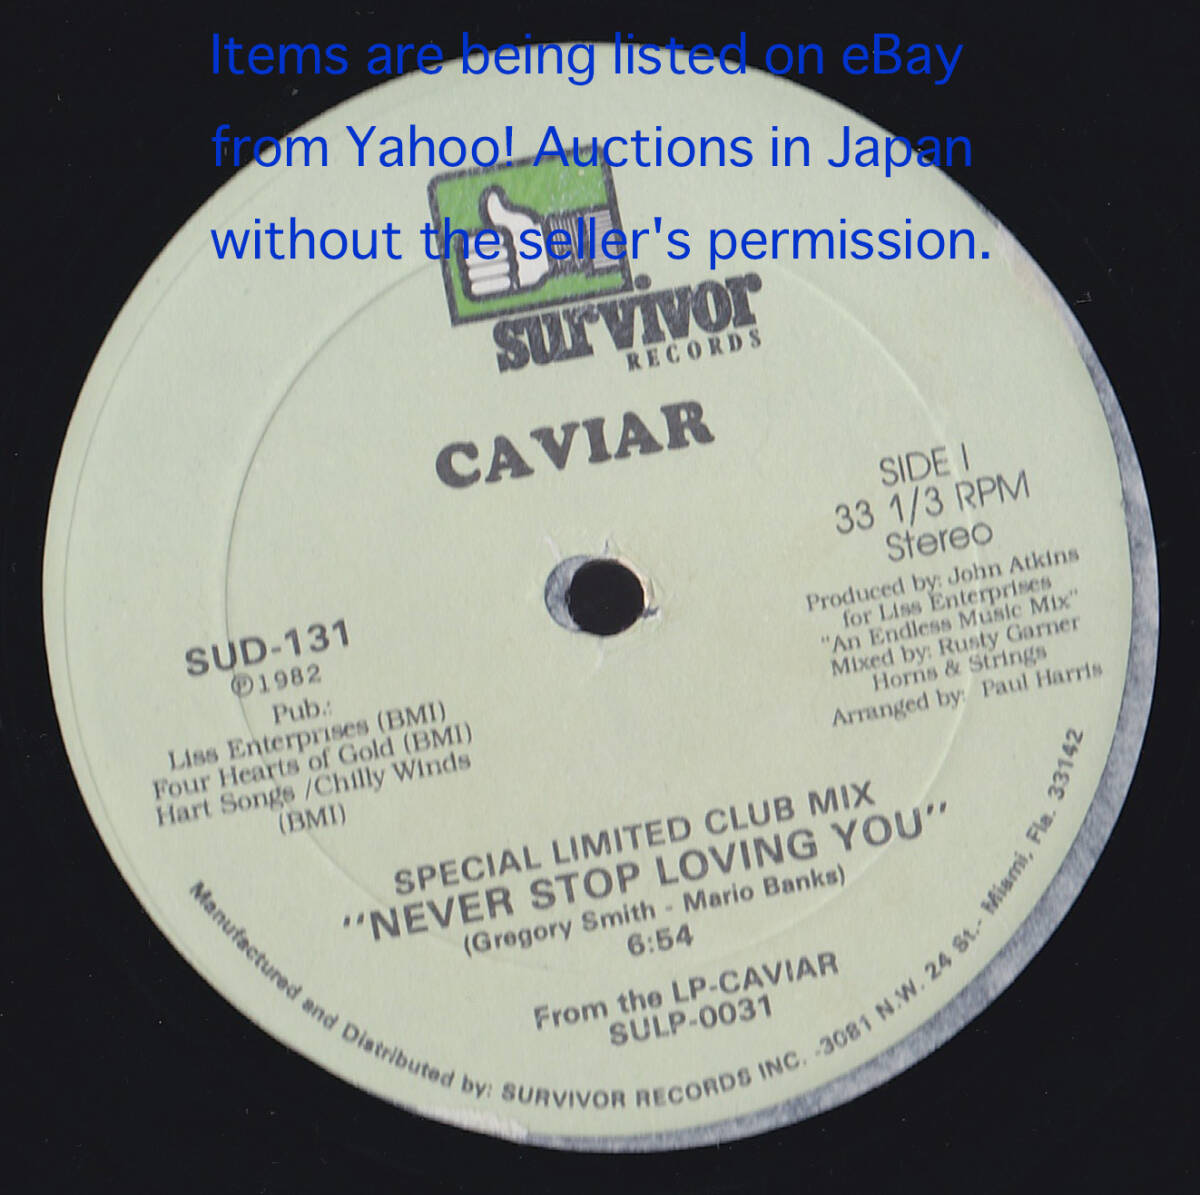 Items are being listed on eBay
from Yahoo! Auctions in Japan
without the seller's permission.
survivor
RECORDS
CAVIAR
SIDE I
33 1/3 RPM
Stereo
Produced by: John Atkins
for Liss Enterprises
"An Endless Music Mix"
Mixed by: Rusty Garner
Horns & Strings
Arranged by: Paul Harris
SUD-131
Ⓟ1982
Pub.:
Liss Enterprises (BMI)
Four Hearts of Gold (BMI)
Hart Songs /Chilly Winds
(BMI)
SPECIAL LIMITED CLUB MIX
"NEVER STOP LOVING YOU"
(Gregory Smith - Mario Banks)
6:54
From the LP-CAVIAR
SULP-0031
Manufactured and Distributed by: SURVIVOR RECORDS INC. -3081 N.W. 24 St.- Miami, Fla. 33142